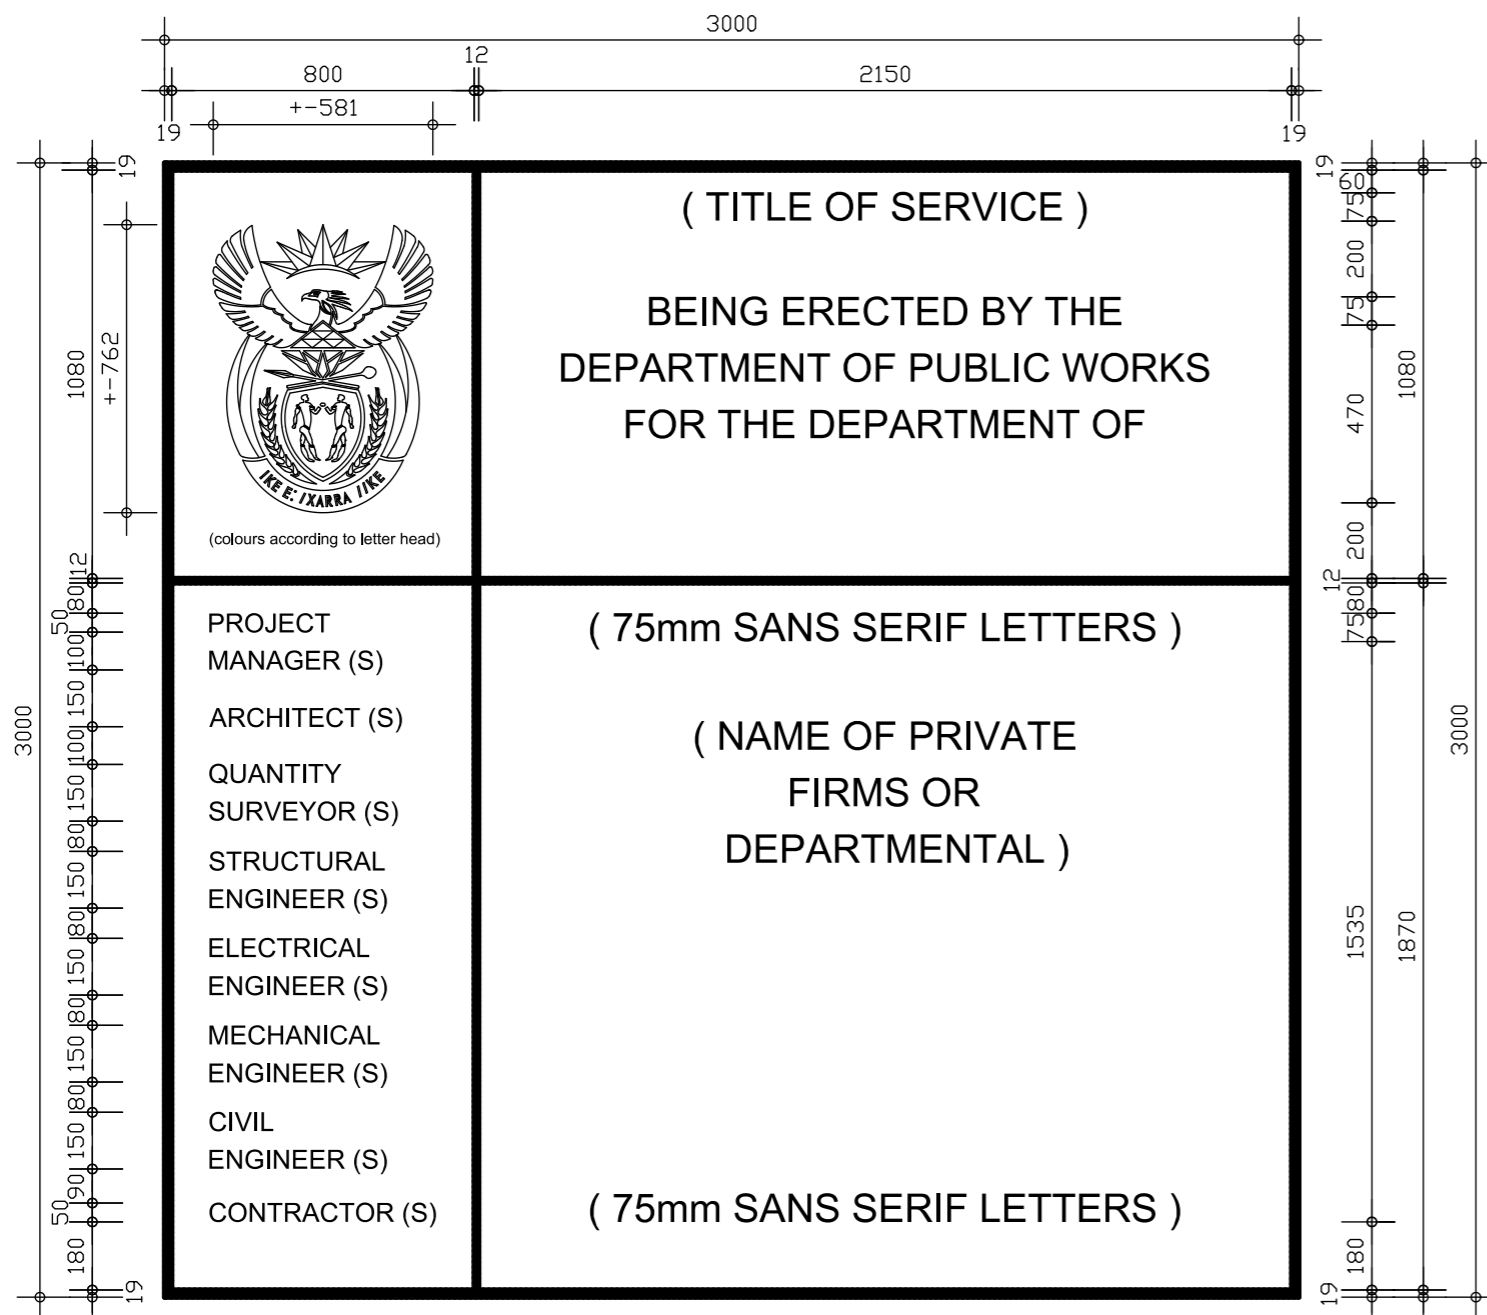 3000
12
800
2150
+-581
19
19
19
19
60
75
( TITLE OF SERVICE )
200
BEING ERECTED BY THE
75
DEPARTMENT OF PUBLIC WORKS
1080
+-762
1080
FOR THE DEPARTMENT OF
470
!KE E: /XARRA //KE
(colours according to letter head)
200
12
12
80
80
50
75
PROJECT
MANAGER (S)
( 75mm SANS SERIF LETTERS )
100
150
ARCHITECT (S)
3000
3000
100
( NAME OF PRIVATE
QUANTITY
SURVEYOR (S)
FIRMS OR
150
80
DEPARTMENTAL )
STRUCTURAL
ENGINEER (S)
150
80
1535
1870
ELECTRICAL
ENGINEER (S)
150
80
MECHANICAL
ENGINEER (S)
150
80
CIVIL
ENGINEER (S)
150
90
50
CONTRACTOR (S)
( 75mm SANS SERIF LETTERS )
180
180
19
19